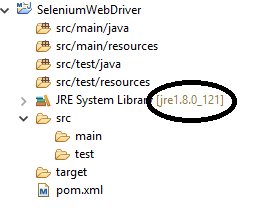 SeleniumWebDriver
src/main/java
src/main/resources
src/test/java
src/test/resources
JRE System Library [jre1.8.0_121]
src
main
test
target
pom.xml